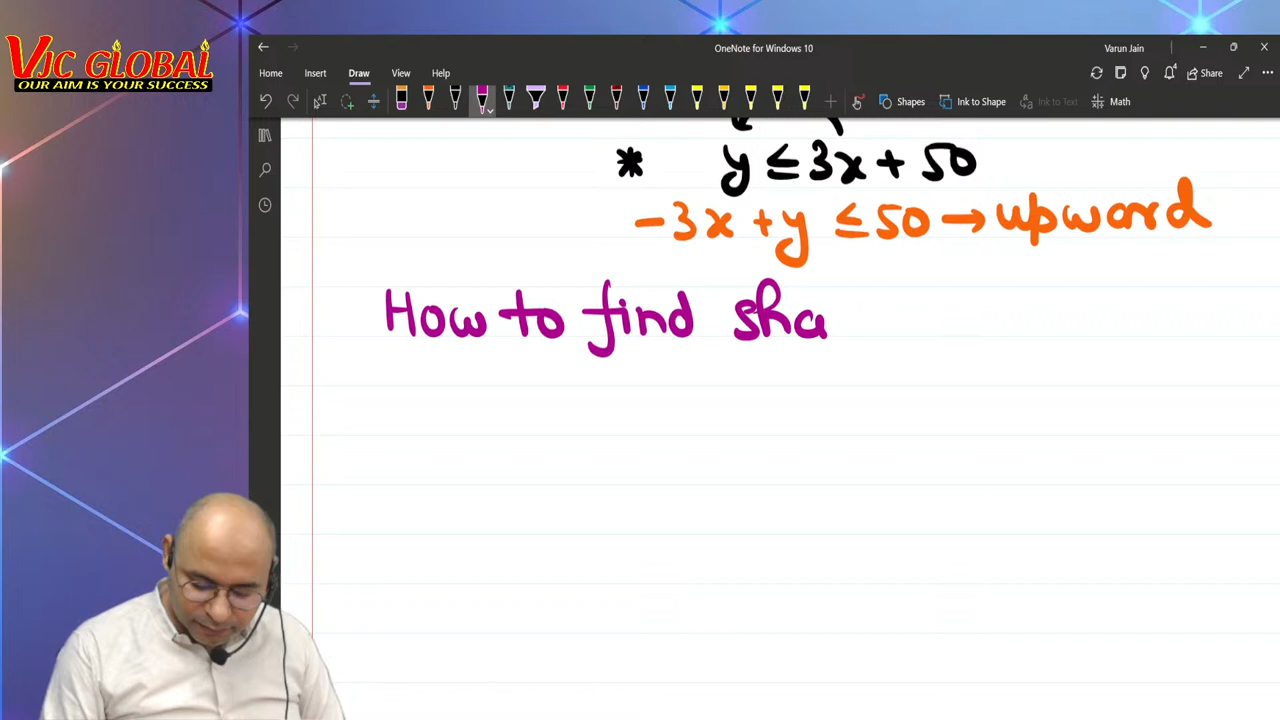 VJC GLOBAL
OUR AIM IS YOUR SUCCESS
OneNote for Windows 10
Varun Jain
Home Insert Draw View Help
Share
Shapes
Ink to Shape
Ink to Text
Math
* y ≤ 3x + 50
-3x + y ≤ 50 → upward
How to find sha